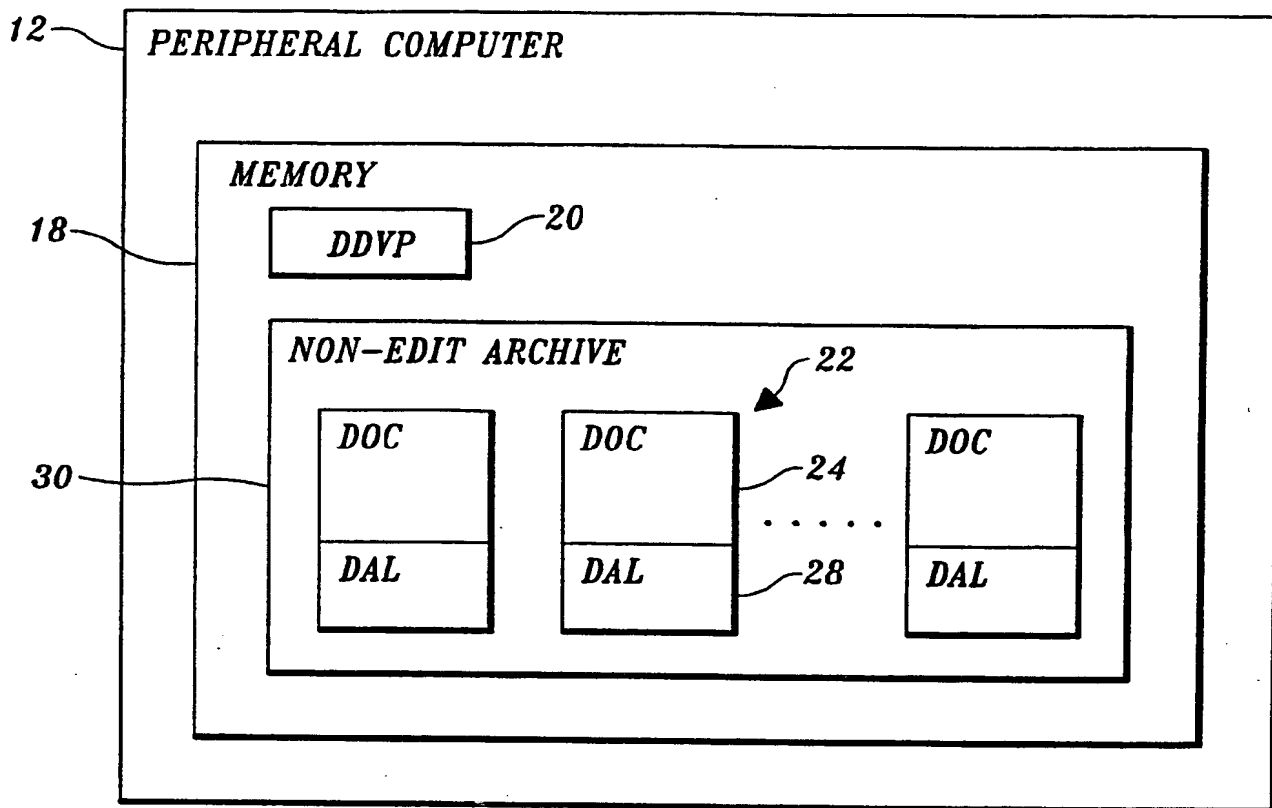 12
PERIPHERAL COMPUTER
MEMORY
18
DDVP
20
NON-EDIT ARCHIVE
22
DOC DOC DOC
30
24
. . . . .
DAL DAL DAL
28